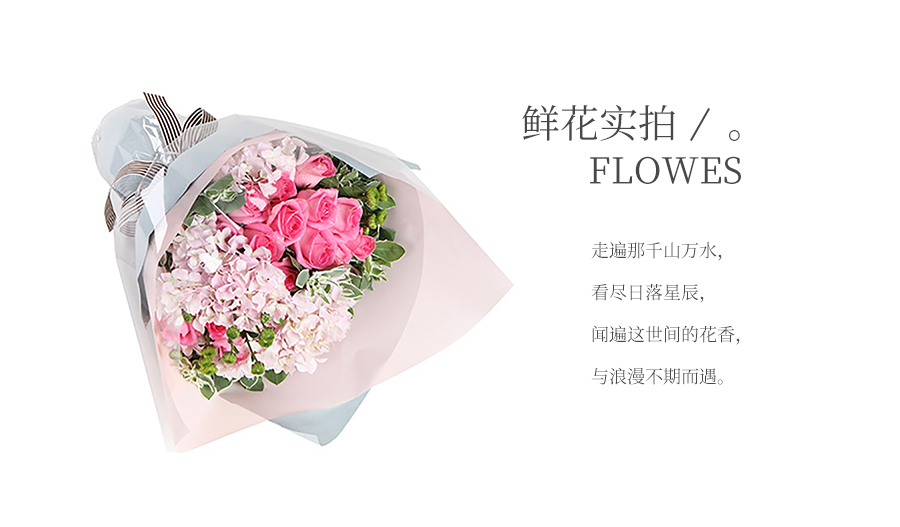 鲜花实拍 / 。
FLOWES
走遍那千山万水,
看尽日落星辰,
闻遍这世间的花香,
与浪漫不期而遇。